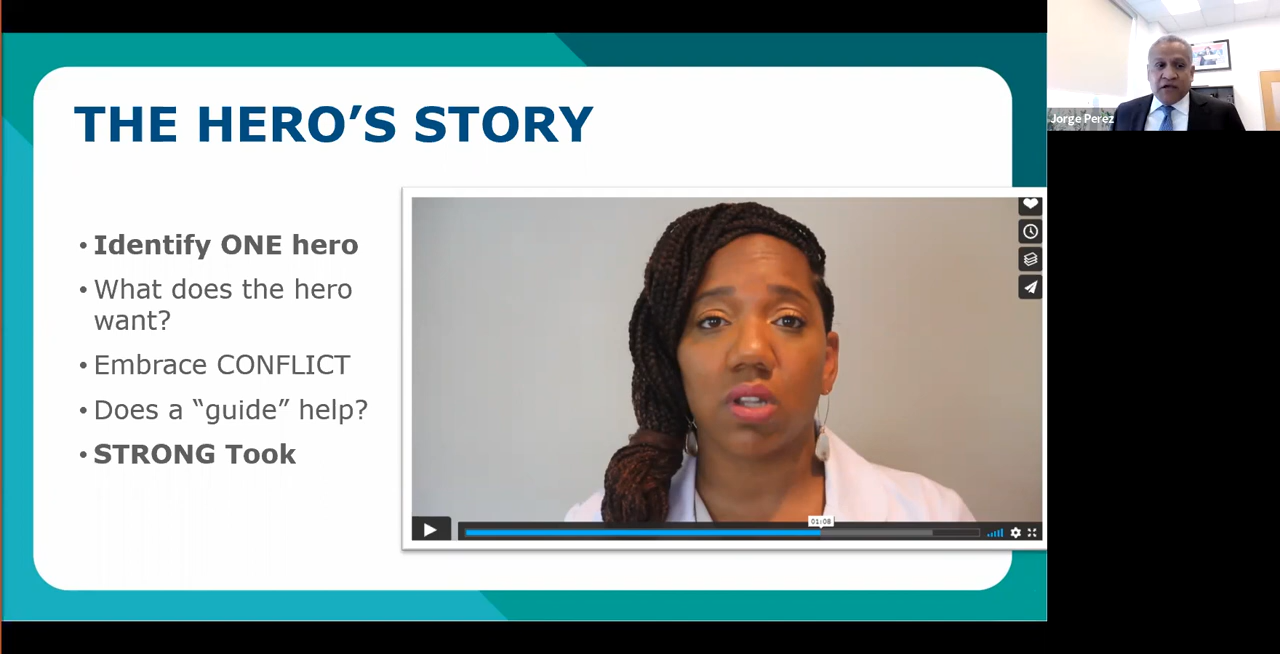 THE HERO’S STORY
• Identify ONE hero
• What does the hero
want?
• Embrace CONFLICT
• Does a “guide” help?
• STRONG Took
01:08
Jorge Perez